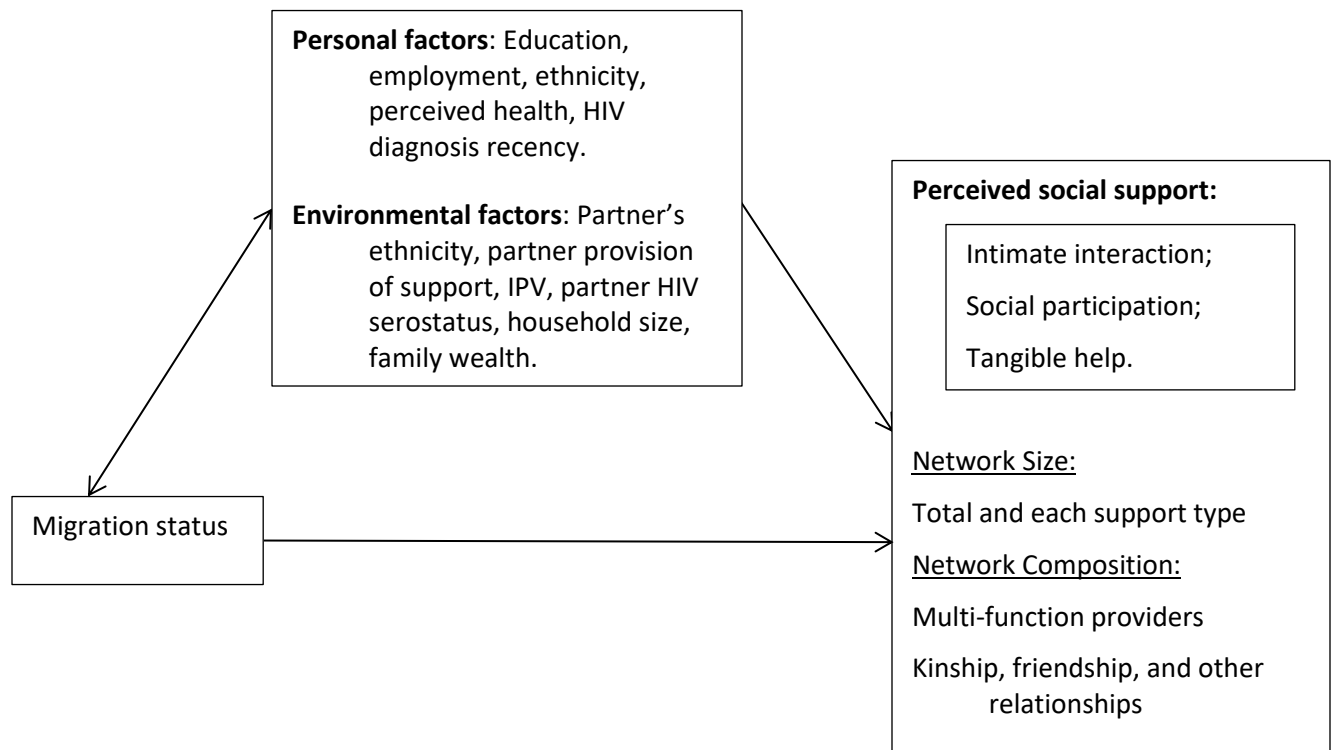 Personal factors: Education,
employment, ethnicity,
perceived health, HIV
diagnosis recency.
Environmental factors: Partner’s
ethnicity, partner provision
of support, IPV, partner HIV
serostatus, household size,
family wealth.
Migration status
Perceived social support:
Intimate interaction;
Social participation;
Tangible help.
Network Size:
Total and each support type
Network Composition:
Multi-function providers
Kinship, friendship, and other
relationships